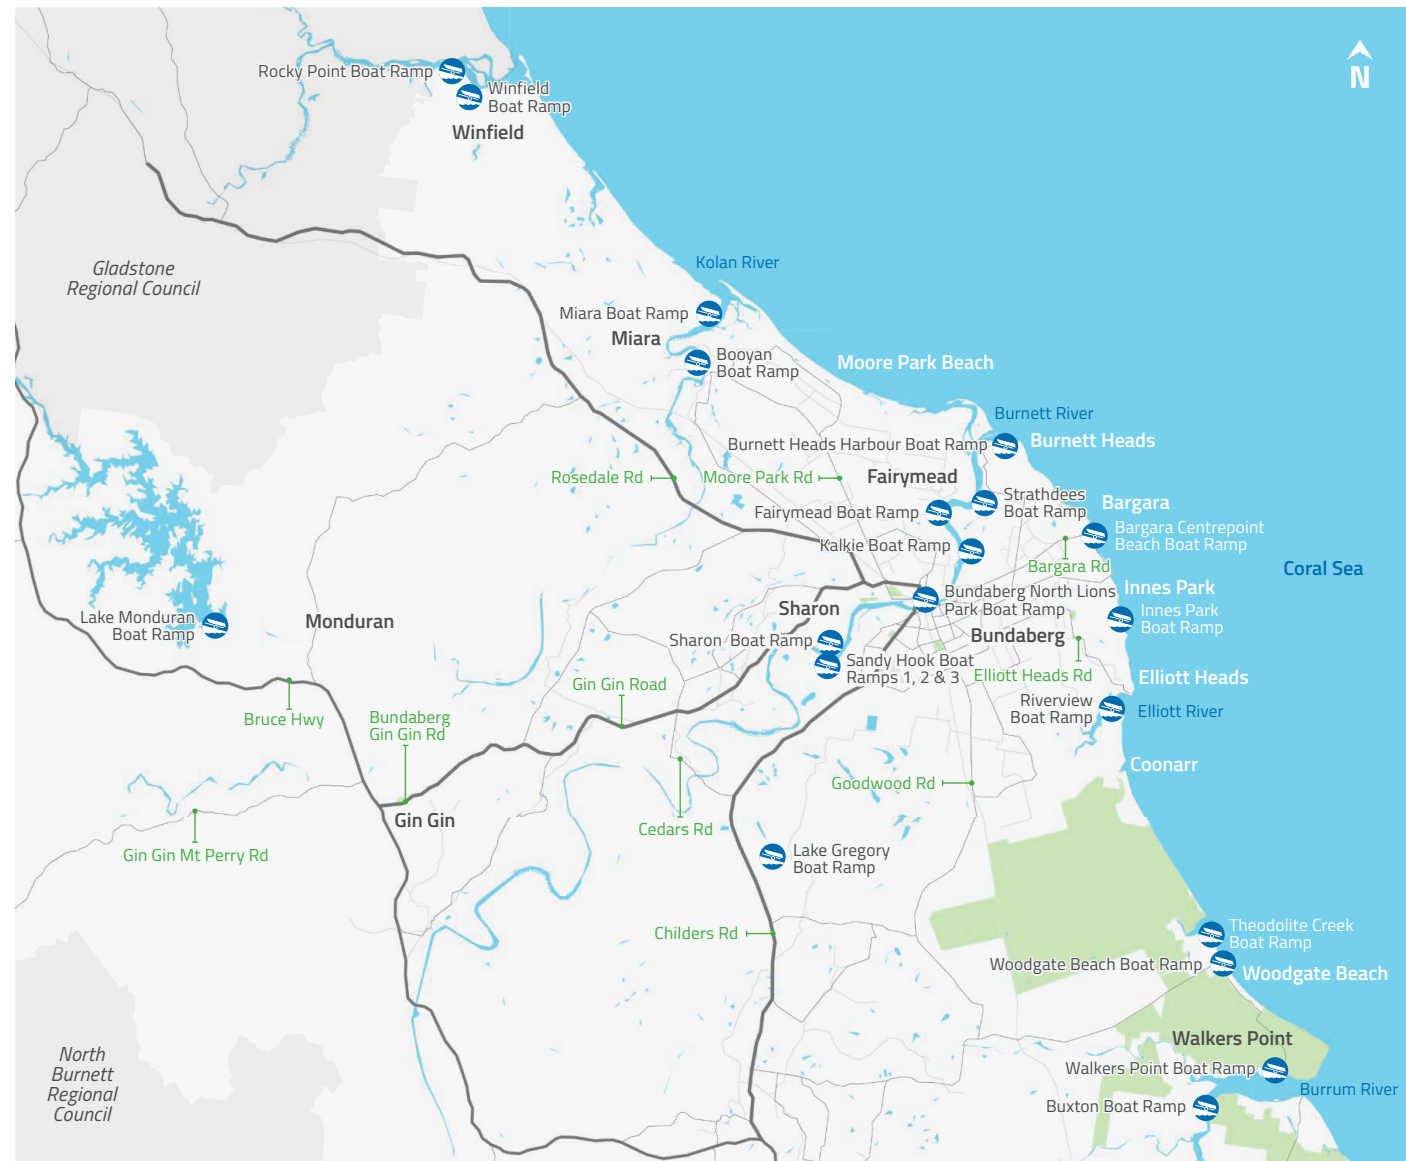 N
Rocky Point Boat Ramp
Winfield
Boat Ramp
Winfield
Gladstone
Regional Council
Kolan River
Miara Boat Ramp
Miara
Booyan
Boat Ramp
Moore Park Beach
Burnett River
Burnett Heads Harbour Boat Ramp
Burnett Heads
Rosedale Rd
Moore Park Rd
Fairymead
Strathdees
Boat Ramp
Bargara
Fairymead Boat Ramp
Bargara Centrepoint
Beach Boat Ramp
Kalkie Boat Ramp
Bargara Rd
Coral Sea
Innes Park
Bundaberg North Lions
Park Boat Ramp
Sharon
Innes Park
Boat Ramp
Lake Monduran
Boat Ramp
Monduran
Bundaberg
Sharon Boat Ramp
Sandy Hook Boat
Ramps 1, 2 & 3
Elliott Heads Rd
Elliott Heads
Gin Gin Road
Riverview
Boat Ramp
Elliott River
Bruce Hwy
Bundaberg
Gin Gin Rd
Coonarr
Goodwood Rd
Gin Gin
Cedars Rd
Gin Gin Mt Perry Rd
Lake Gregory
Boat Ramp
Childers Rd
Theodolite Creek
Boat Ramp
Woodgate Beach Boat Ramp
Woodgate Beach
Walkers Point
North
Burnett
Regional
Council
Walkers Point Boat Ramp
Burrum River
Buxton Boat Ramp